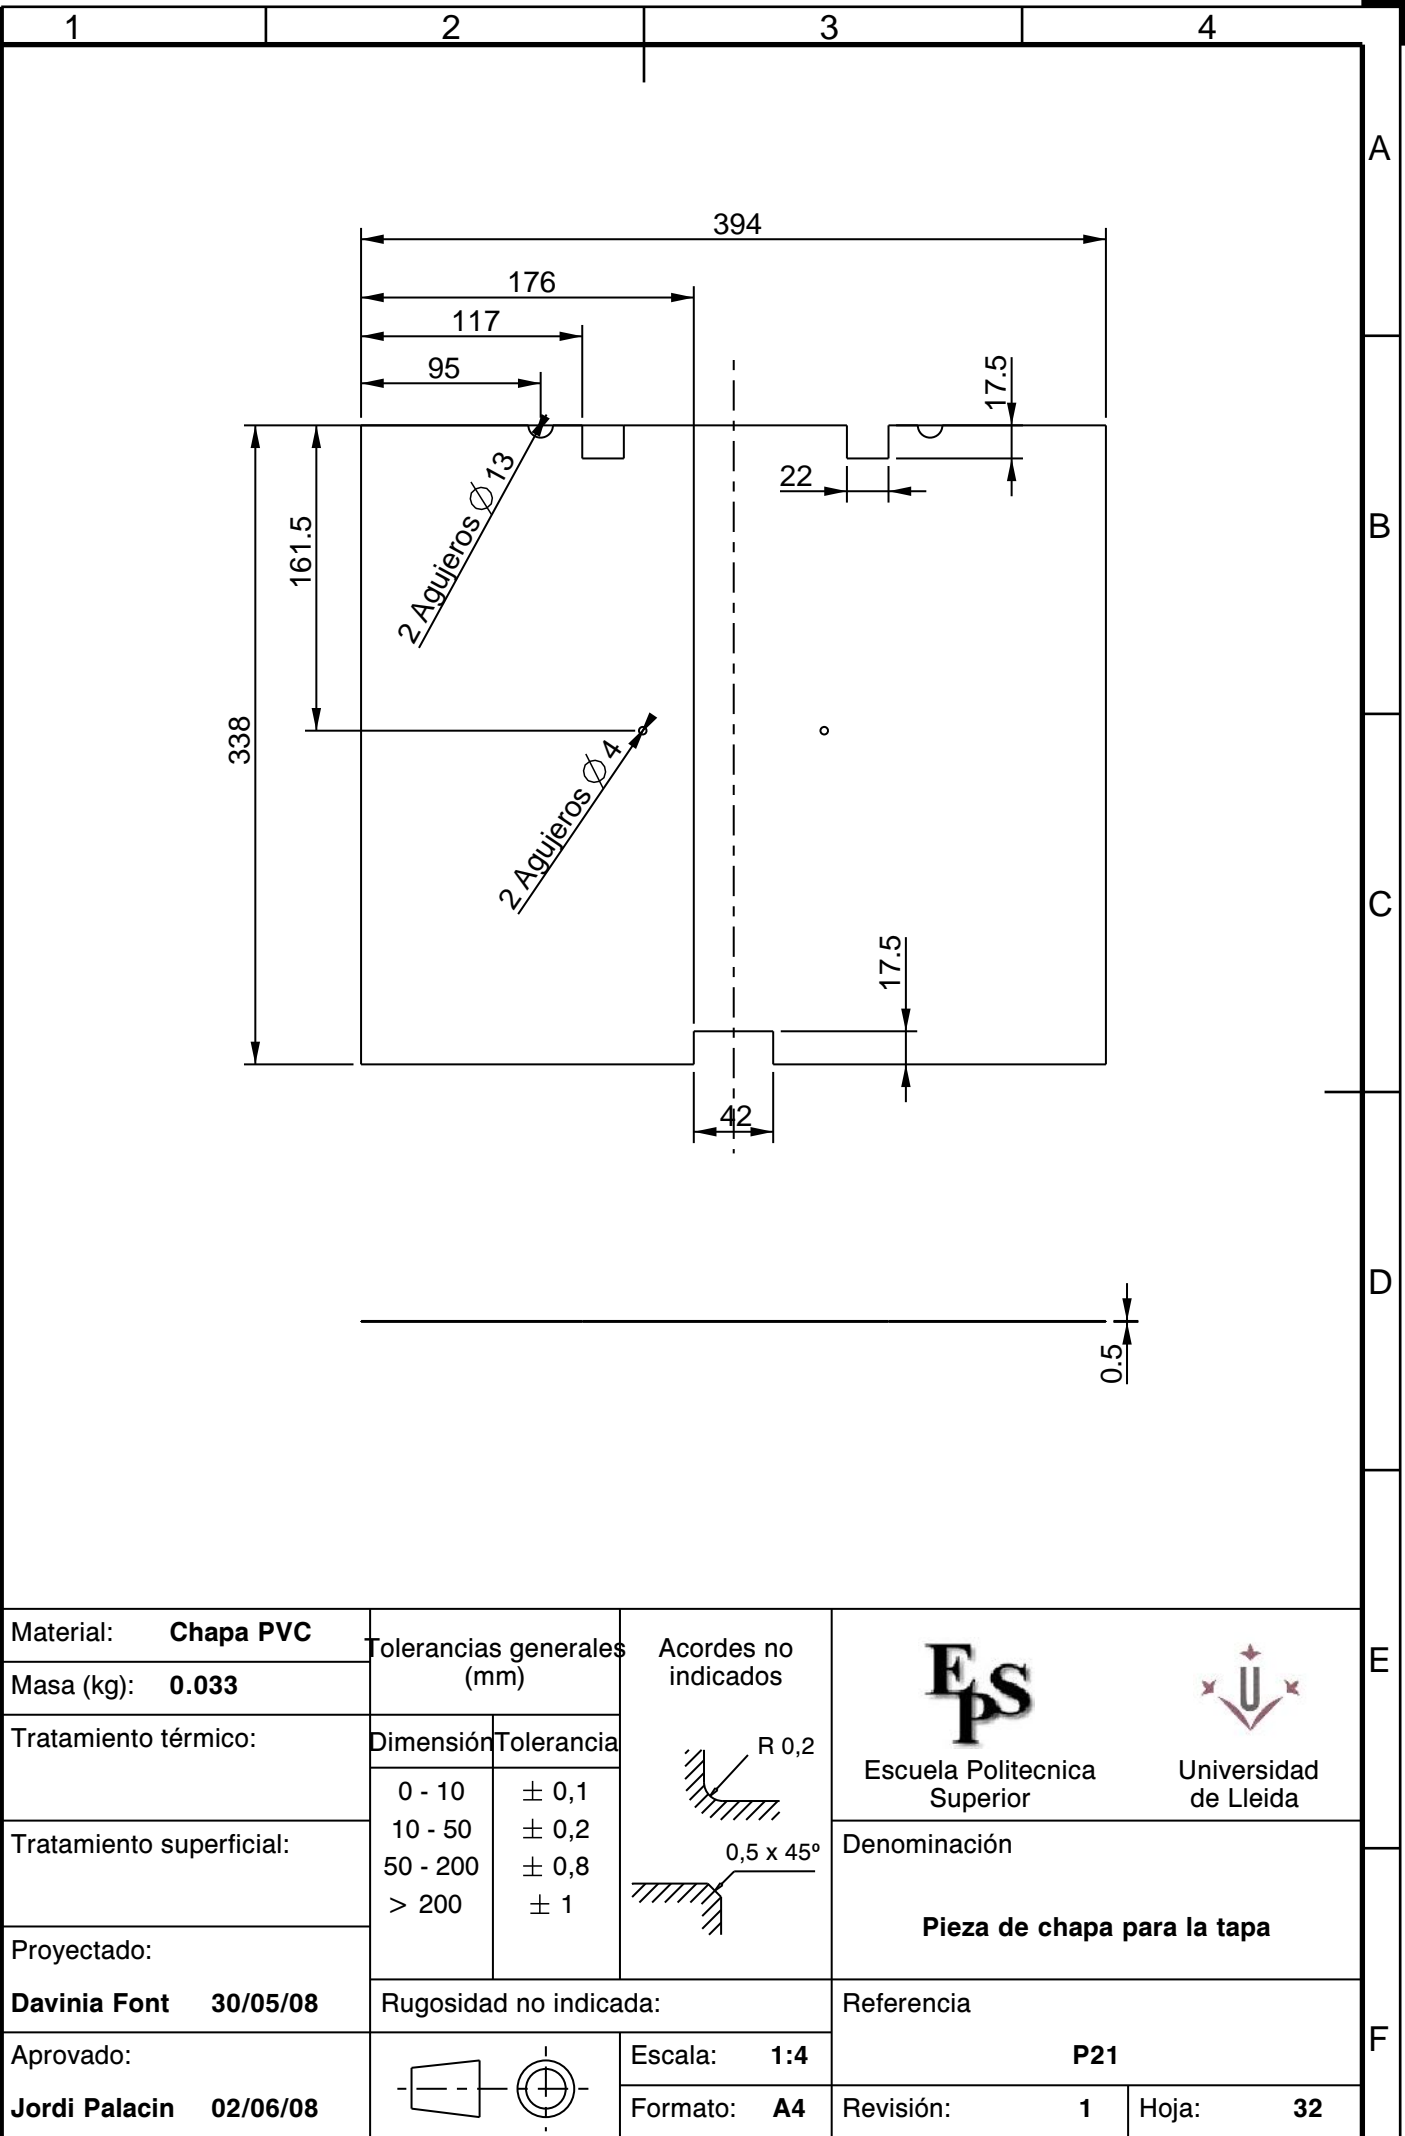 1 2 3 4
A
B
C
D
E
F
394
176
117
95
17.5
22
2 Agujeros ∅ 13
161.5
338
2 Agujeros ∅ 4
17.5
42
0.5
Material: Chapa PVC
Masa (kg): 0.033
Tratamiento térmico:
Tratamiento superficial:
Proyectado:
Davinia Font 30/05/08
Aprovado:
Jordi Palacin 02/06/08
Tolerancias generales
(mm)
Dimensión Tolerancia
0 - 10 ± 0,1
10 - 50 ± 0,2
50 - 200 ± 0,8
> 200 ± 1
Acordes no
indicados
R 0,2
0,5 x 45º
Rugosidad no indicada:
Escala: 1:4
Formato: A4
EPS
Escuela Politecnica
Superior
U
Universidad
de Lleida
Denominación
Pieza de chapa para la tapa
Referencia
P21
Revisión: 1
Hoja: 32